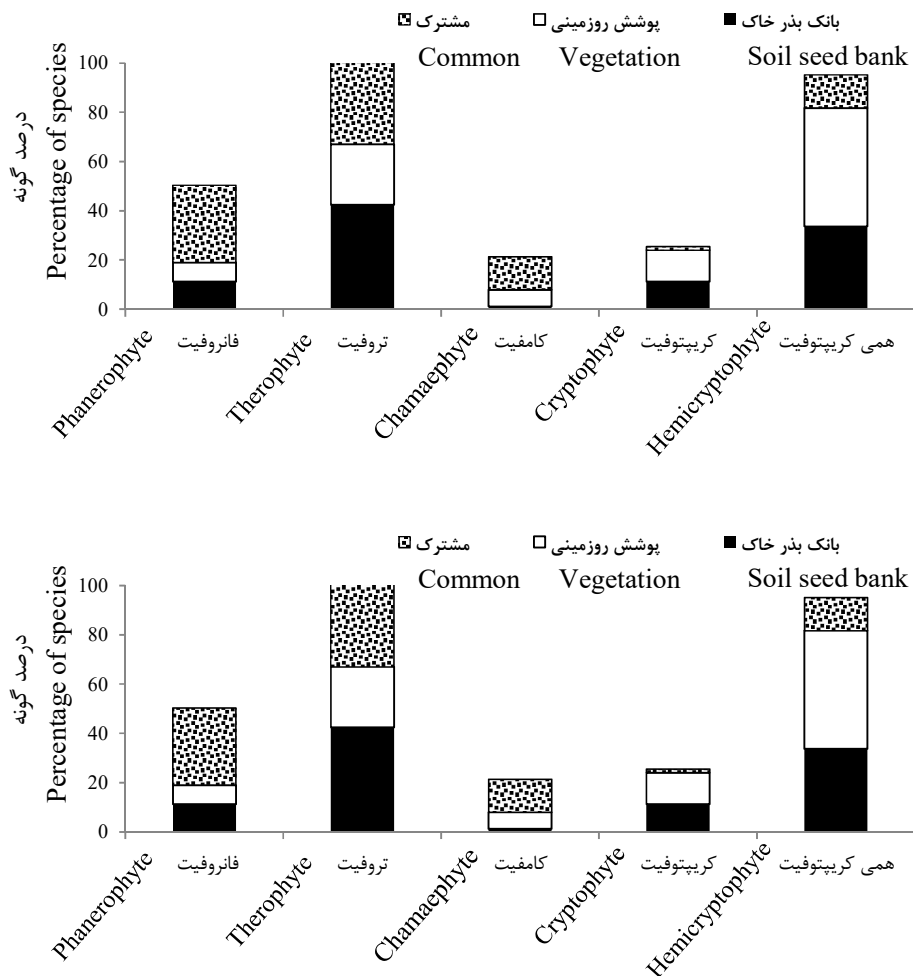 مشترک پوشش روزمینی بانک بذر خاک
Common Vegetation Soil seed bank
درصد گونه
Percentage of species
100
80
60
40
20
0
فانروفیت تروفیت کامفیت کریپتوفیت همی کریپتوفیت
Phanerophyte Therophyte Chamaephyte Cryptophyte Hemicryptophyte
مشترک پوشش روزمینی بانک بذر خاک
Common Vegetation Soil seed bank
درصد گونه
Percentage of species
100
80
60
40
20
0
فانروفیت تروفیت کامفیت کریپتوفیت همی کریپتوفیت
Phanerophyte Therophyte Chamaephyte Cryptophyte Hemicryptophyte